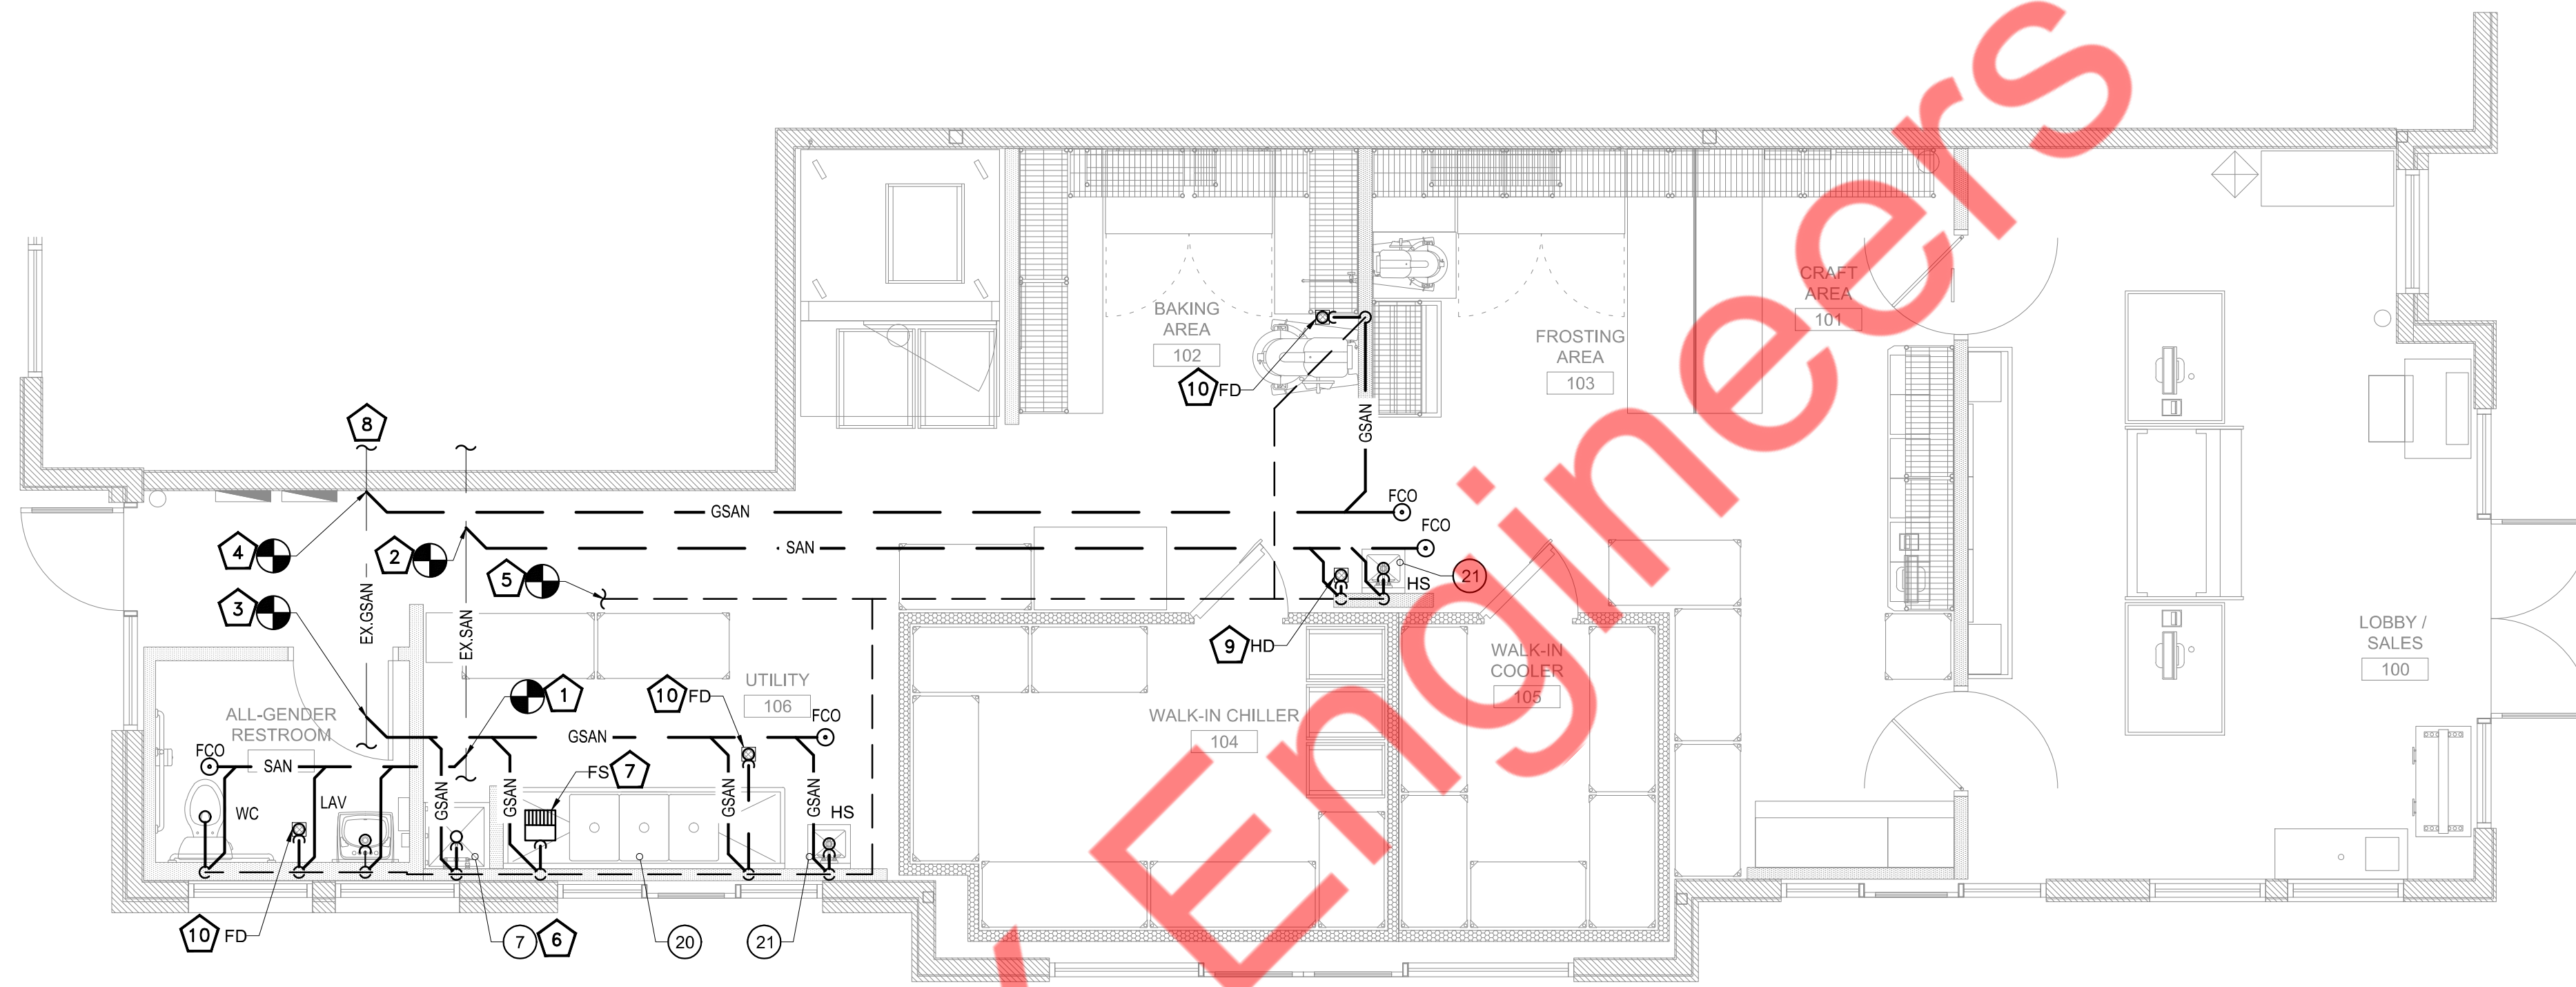 CRAFT
AREA
101
BAKING
AREA
102
10 FD
FROSTING
AREA
103
GSAN
8
FCO
GSAN
FCO
SAN
4
2
5
HS
21
3
EX.GSAN
EX.SAN
9 HD
LOBBY /
SALES
100
WALK-IN
COOLER
105
UTILITY
106
10 FD
1
ALL-GENDER
RESTROOM
FCO
WALK-IN CHILLER
104
GSAN
FCO
SAN
FS 7
WC
LAV
GSAN
GSAN
GSAN
GSAN
HS
10 FD
7 6
20
21
Engineers